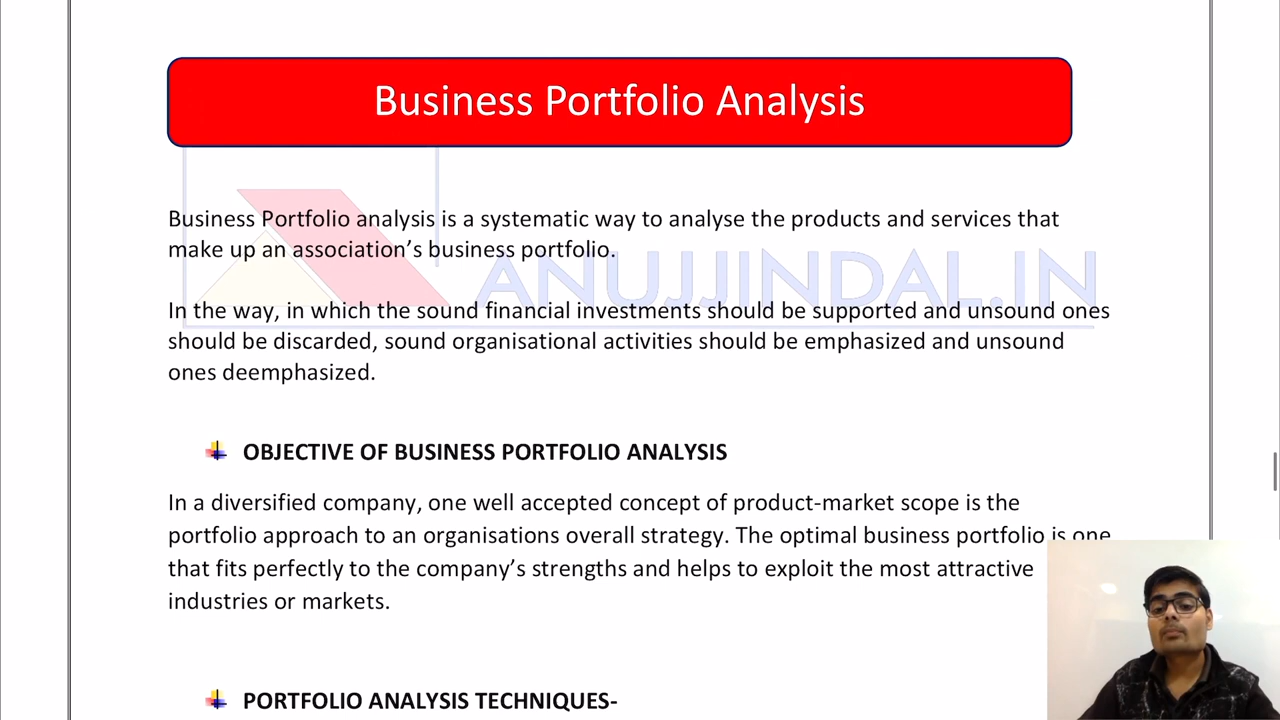 Business Portfolio Analysis
Business Portfolio analysis is a systematic way to analyse the products and services that
make up an association’s business portfolio.
ANUJJINDAL.IN
In the way, in which the sound financial investments should be supported and unsound ones
should be discarded, sound organisational activities should be emphasized and unsound
ones deemphasized.
OBJECTIVE OF BUSINESS PORTFOLIO ANALYSIS
In a diversified company, one well accepted concept of product-market scope is the
portfolio approach to an organisations overall strategy. The optimal business portfolio is one
that fits perfectly to the company’s strengths and helps to exploit the most attractive
industries or markets.
PORTFOLIO ANALYSIS TECHNIQUES-